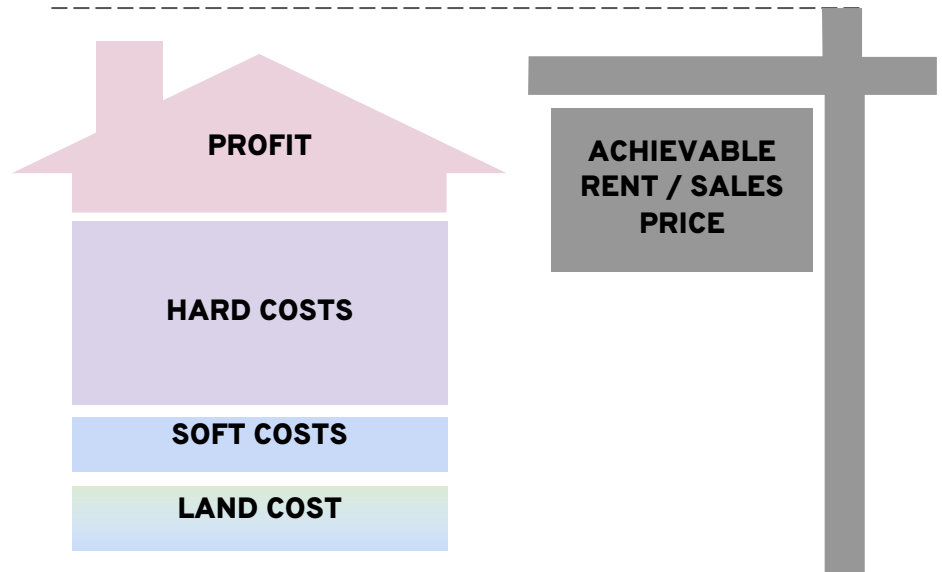 PROFIT
ACHIEVABLE
RENT / SALES
PRICE
HARD COSTS
SOFT COSTS
LAND COST